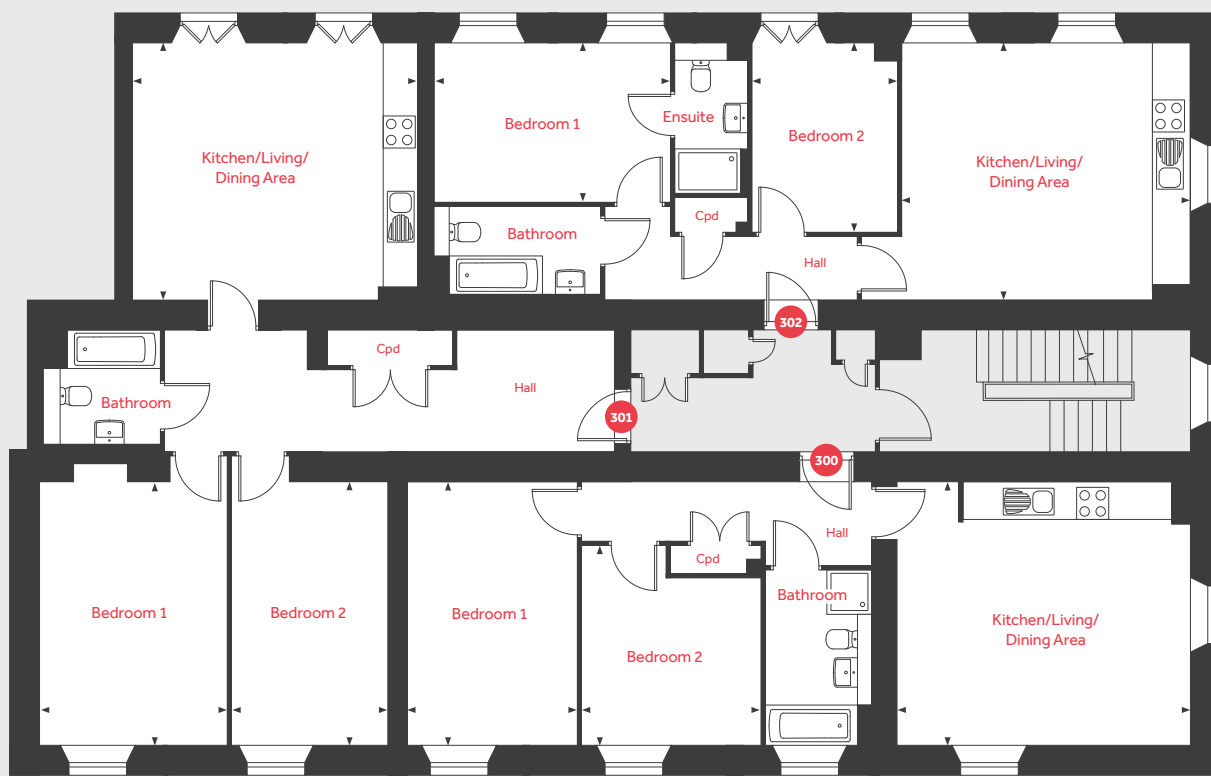 Kitchen/Living/
Dining Area
Bedroom 1
Ensuite
Bedroom 2
Kitchen/Living/
Dining Area
Bathroom
Cpd
Hall
302
Cpd
Hall
Bathroom
301
300
Bedroom 1
Bedroom 2
Bedroom 1
Bedroom 2
Cpd
Hall
Bathroom
Kitchen/Living/
Dining Area